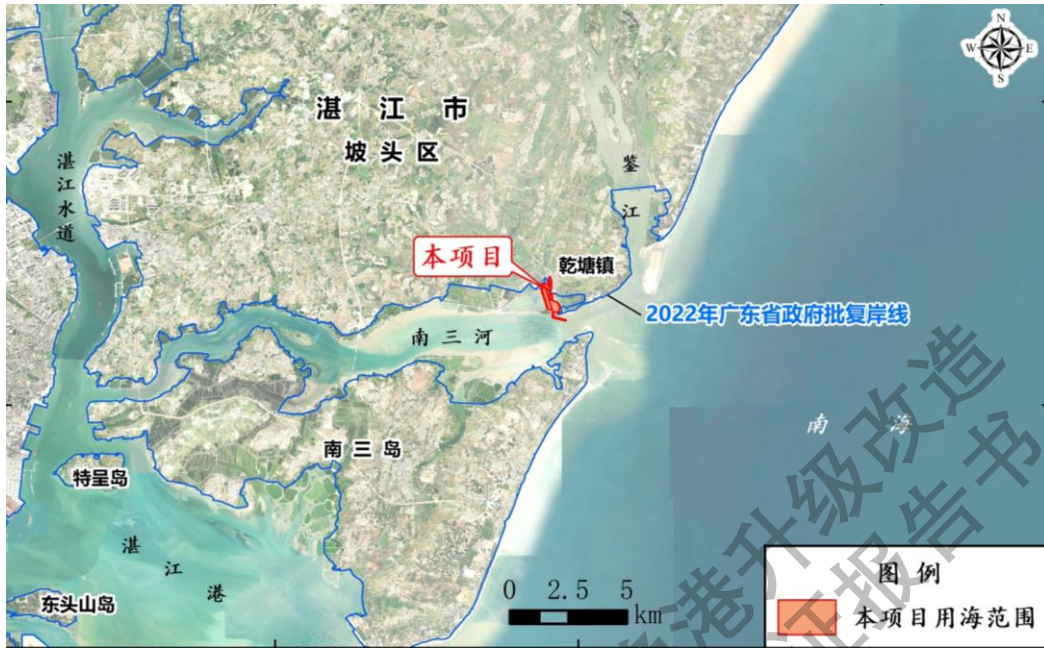 N
W
E
S
湛江市
坡头区
湛江水道
鉴江
本项目
乾塘镇
2022年广东省政府批复岸线
南三河
南海
南三岛
特呈岛
湛江港
东头山岛
0 2.5 5
km
图例
本项目用海范围
港升级改造
证报告书